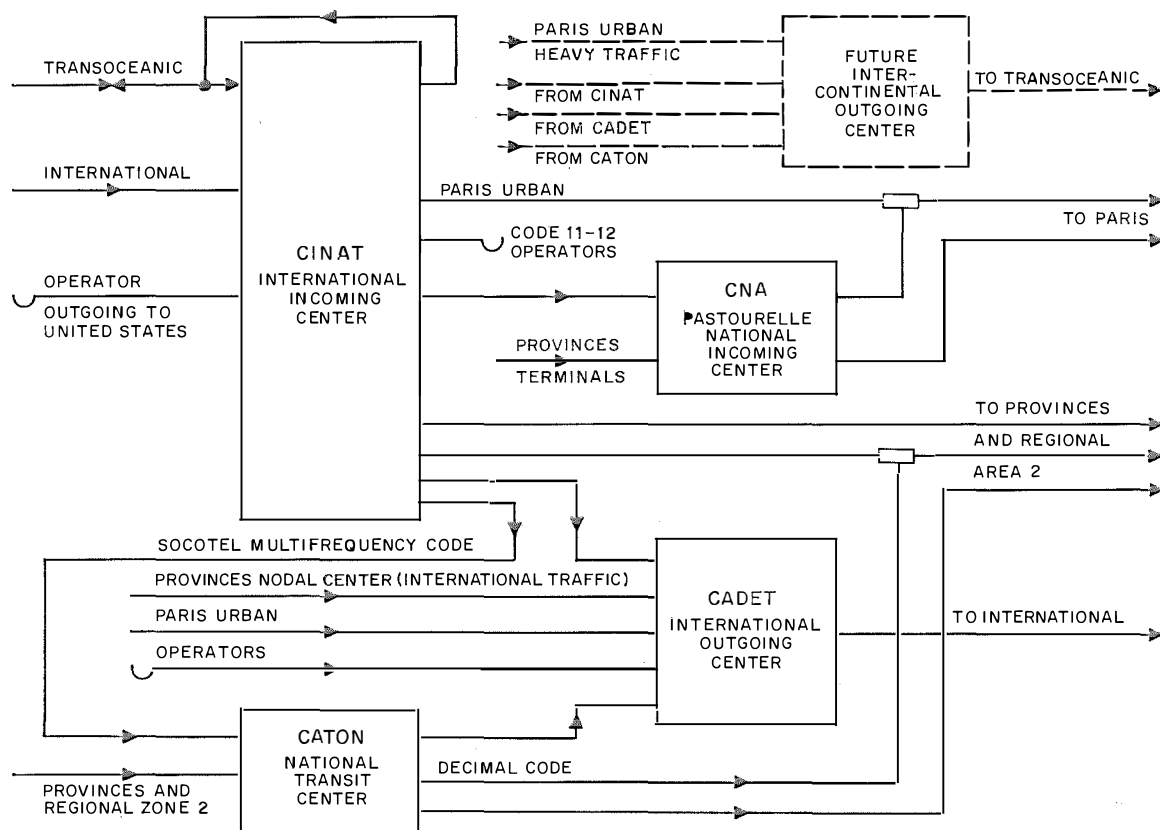 TRANSOCEANIC
INTERNATIONAL
OPERATOR
OUTGOING TO
UNITED STATES
CINAT
INTERNATIONAL
INCOMING
CENTER
PARIS URBAN
HEAVY TRAFFIC
FROM CINAT
FROM CADET
FROM CATON
FUTURE
INTER-
CONTINENTAL
OUTGOING
CENTER
TO TRANSOCEANIC
PARIS URBAN
CODE 11-12
OPERATORS
TO PARIS
CNA
PASTOURELLE
NATIONAL
INCOMING
CENTER
PROVINCES
TERMINALS
TO PROVINCES
AND REGIONAL
AREA 2
SOCOTEL MULTIFREQUENCY CODE
PROVINCES NODAL CENTER (INTERNATIONAL TRAFFIC)
PARIS URBAN
OPERATORS
CADET
INTERNATIONAL
OUTGOING
CENTER
TO INTERNATIONAL
CATON
NATIONAL
TRANSIT
CENTER
DECIMAL CODE
PROVINCES AND
REGIONAL ZONE 2